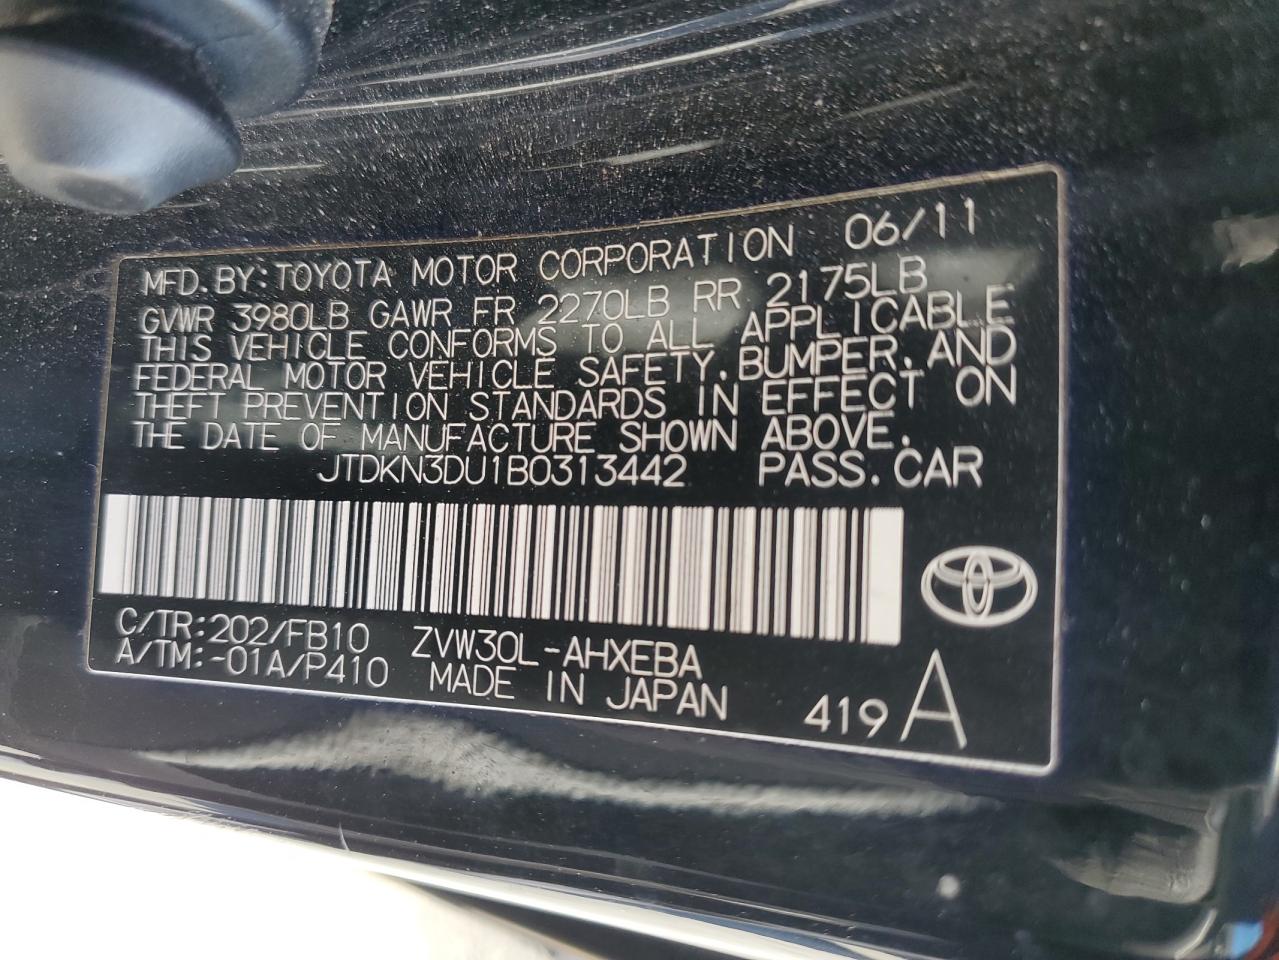 MFD. BY: TOYOTA MOTOR CORPORATION 06/11
GVWR 3980LB GAWR FR 2270LB RR 2175LB
THIS VEHICLE CONFORMS TO ALL APPLICABLE
FEDERAL MOTOR VEHICLE SAFETY, BUMPER, AND
THEFT PREVENTION STANDARDS IN EFFECT ON
THE DATE OF MANUFACTURE SHOWN ABOVE.
JTDKN3DU1B0313442 PASS. CAR
C/TR:202/FB10 ZVW30L-AHXEBA
A/TM:-01A/P410 MADE IN JAPAN 419 A